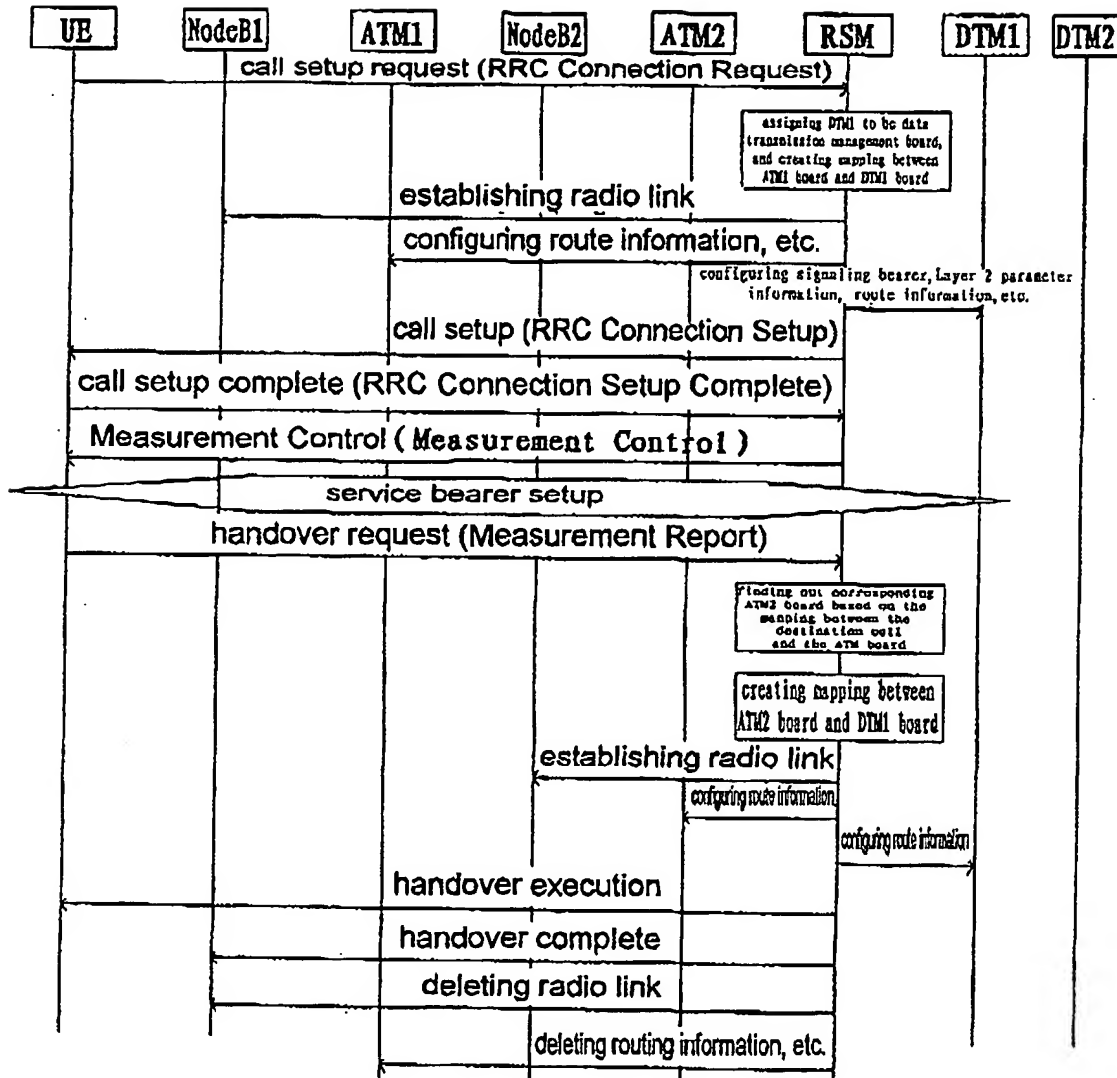 UE NodeB1 ATM1 NodeB2 ATM2 RSM DTM1 DTM2
call setup request (RRC Connection Request)
assigning DTM1 to be data
transmission management board,
and creating mapping between
ATM1 board and DTM1 board
establishing radio link
configuring route information, etc.
configuring signaling bearer, Layer 2 parameter
information, route information, etc.
call setup (RRC Connection Setup)
call setup complete (RRC Connection Setup Complete)
Measurement Control (Measurement Control)
service bearer setup
handover request (Measurement Report)
finding out corresponding
ATM2 board based on the
mapping between the
destination cell
and the ATM board
creating mapping between
ATM2 board and DTM1 board
establishing radio link
configuring route information
configuring route information
handover execution
handover complete
deleting radio link
deleting routing information, etc.